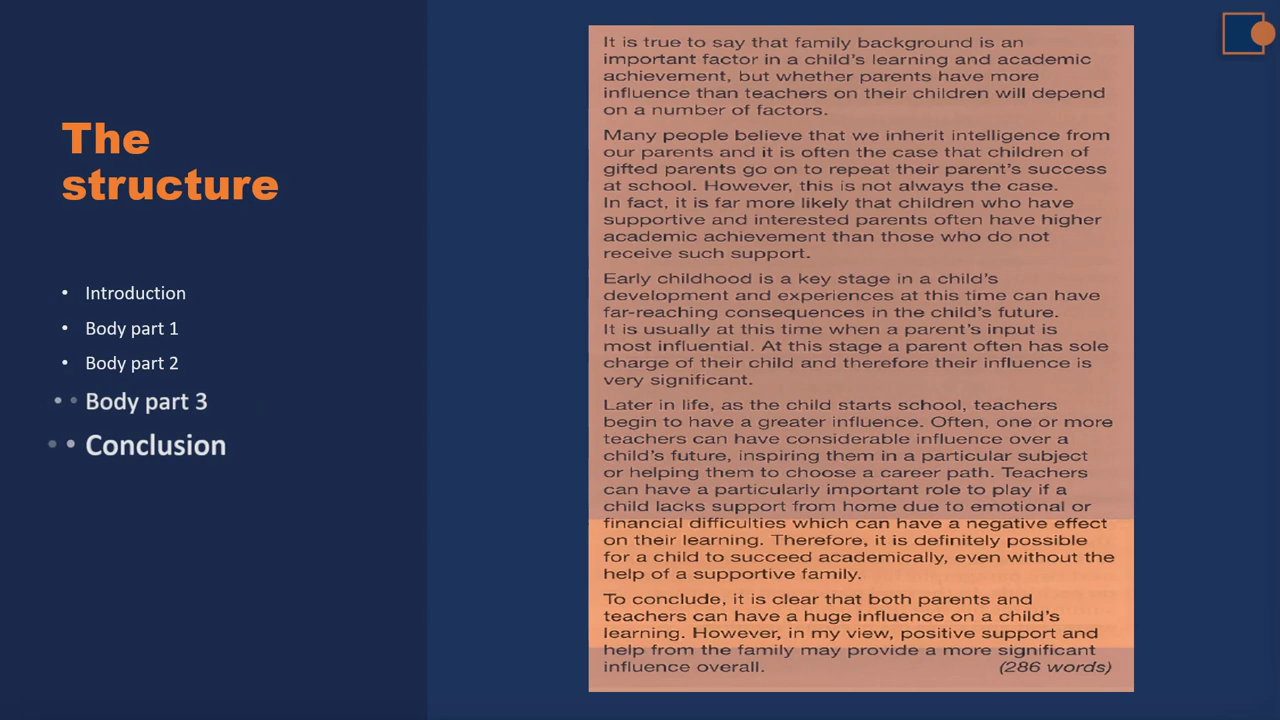 The
structure
• Introduction
• Body part 1
• Body part 2
• Body part 3
• Conclusion
It is true to say that family background is an
important factor in a child's learning and academic
achievement, but whether parents have more
influence than teachers on their children will depend
on a number of factors.
Many people believe that we inherit intelligence from
our parents and it is often the case that children of
gifted parents go on to repeat their parent's success
at school. However, this is not always the case.
In fact, it is far more likely that children who have
supportive and interested parents often have higher
academic achievement than those who do not
receive such support.
Early childhood is a key stage in a child's
development and experiences at this time can have
far-reaching consequences in the child's future.
It is usually at this time when a parent's input is
most influential. At this stage a parent often has sole
charge of their child and therefore their influence is
very significant.
Later in life, as the child starts school, teachers
begin to have a greater influence. Often, one or more
teachers can have considerable influence over a
child's future, inspiring them in a particular subject
or helping them to choose a career path. Teachers
can have a particularly important role to play if a
child lacks support from home due to emotional or
financial difficulties which can have a negative effect
on their learning. Therefore, it is definitely possible
for a child to succeed academically, even without the
help of a supportive family.
To conclude, it is clear that both parents and
teachers can have a huge influence on a child's
learning. However, in my view, positive support and
help from the family may provide a more significant
influence overall. (286 words)